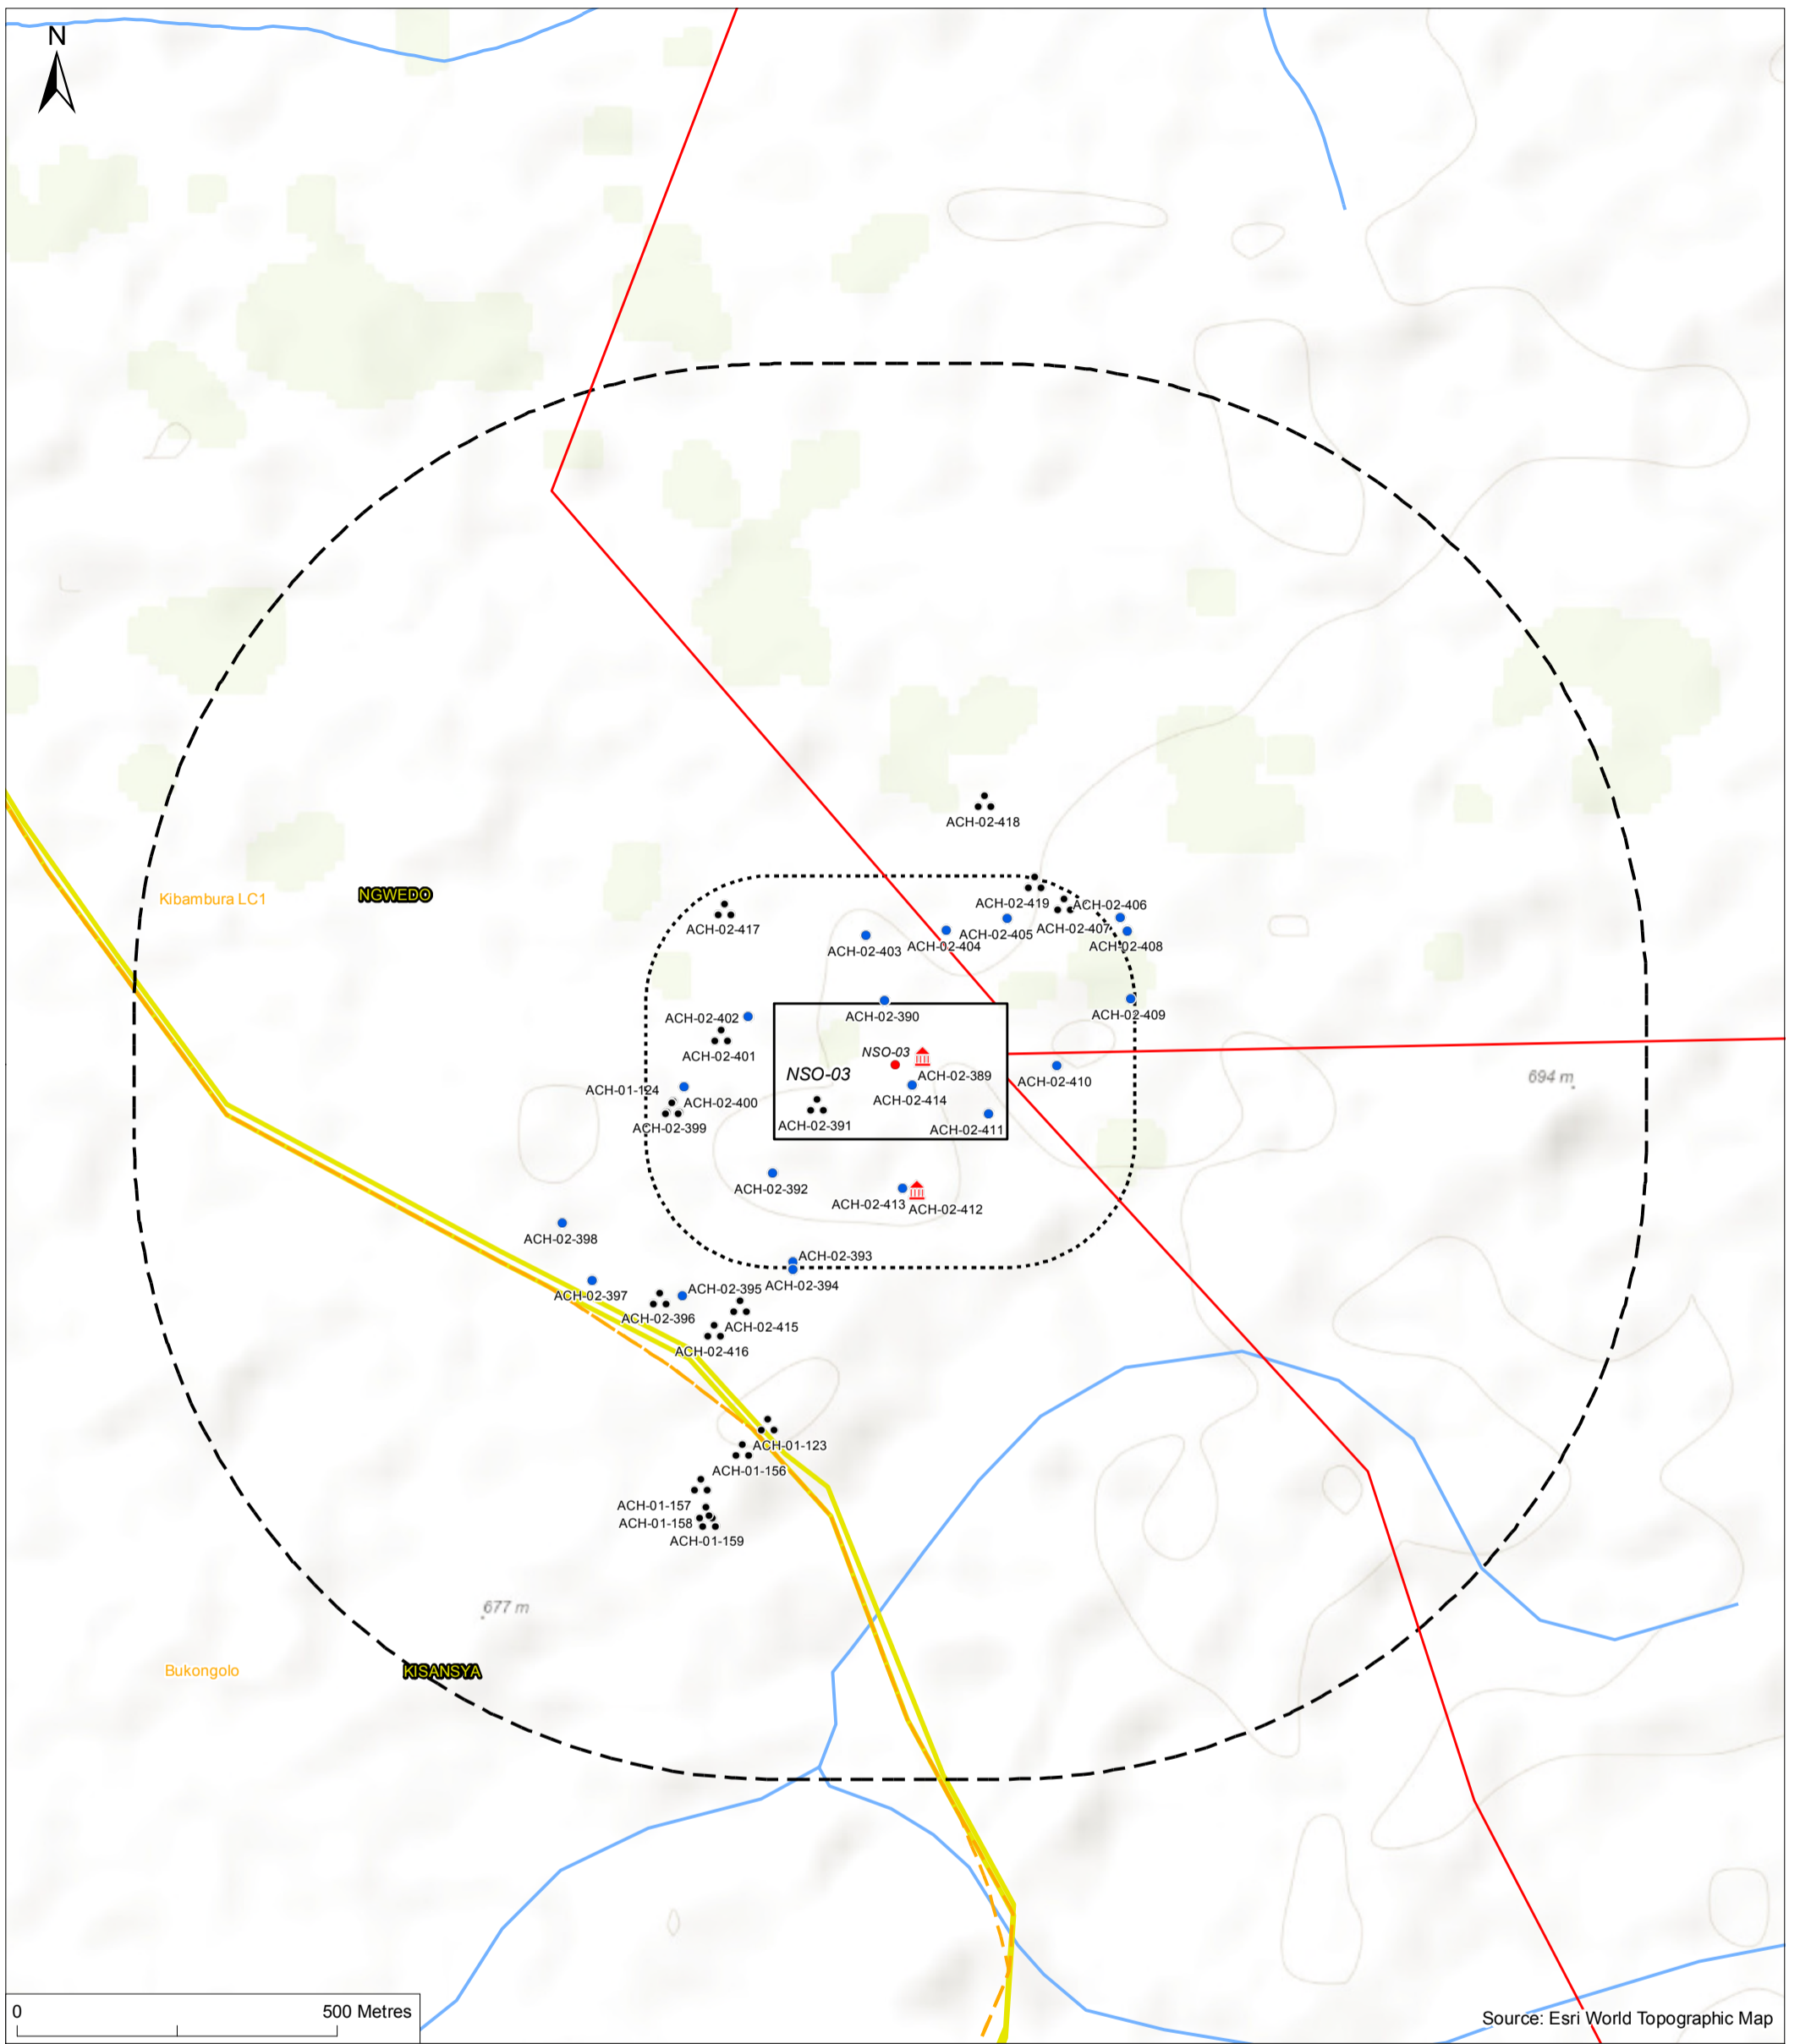 N
ACH-02-418
Kibambura LC1
NGWEDO
ACH-02-419
ACH-02-406
ACH-02-417
ACH-02-405
ACH-02-407
ACH-02-403
ACH-02-404
ACH-02-408
ACH-02-402
ACH-02-390
ACH-02-409
ACH-02-401
NSO-03
NSO-03
ACH-02-389
ACH-02-410
694 m
ACH-01-124
ACH-02-400
ACH-02-414
ACH-02-399
ACH-02-391
ACH-02-411
ACH-02-392
ACH-02-413
ACH-02-412
ACH-02-398
ACH-02-393
ACH-02-397
ACH-02-395
ACH-02-394
ACH-02-396
ACH-02-415
ACH-02-416
ACH-01-123
ACH-01-156
ACH-01-157
ACH-01-158
ACH-01-159
677 m
Bukongolo
KISANSYA
0 500 Metres
Source: Esri World Topographic Map